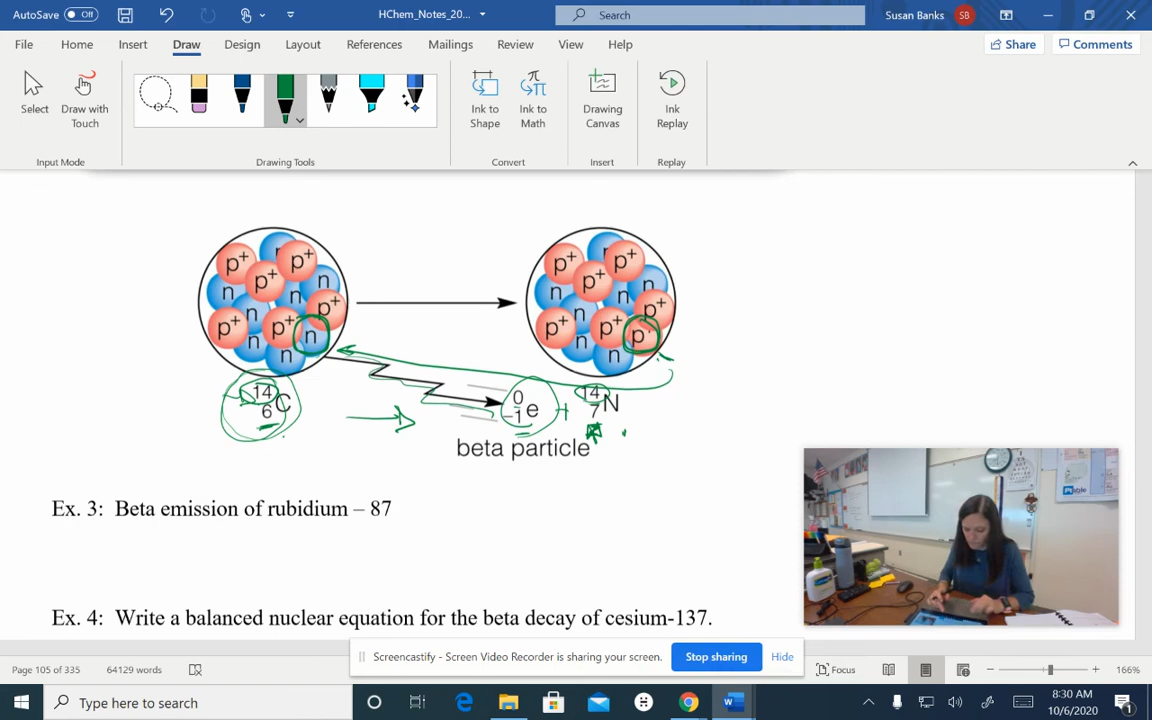 AutoSave Off HChem_Notes_20... Search Susan Banks SB
File Home Insert Draw Design Layout References Mailings Review View Help Share Comments
Select Draw with Touch Ink to Shape Ink to Math Drawing Canvas Ink Replay
Input Mode Drawing Tools Convert Insert Replay
p+ n p+ p+ n n n p+ n p+ p+ n n n
p+ n p+ p+ n n n p+ n p+ p+ n p+ n
14 6 C → 0 -1 e + 14 7 N
beta particle
Ex. 3: Beta emission of rubidium – 87
Ex. 4: Write a balanced nuclear equation for the beta decay of cesium-137.
Screencastify - Screen Video Recorder is sharing your screen. Stop sharing Hide
Page 105 of 335 64129 words Focus 166%
Type here to search 8:30 AM
10/6/2020